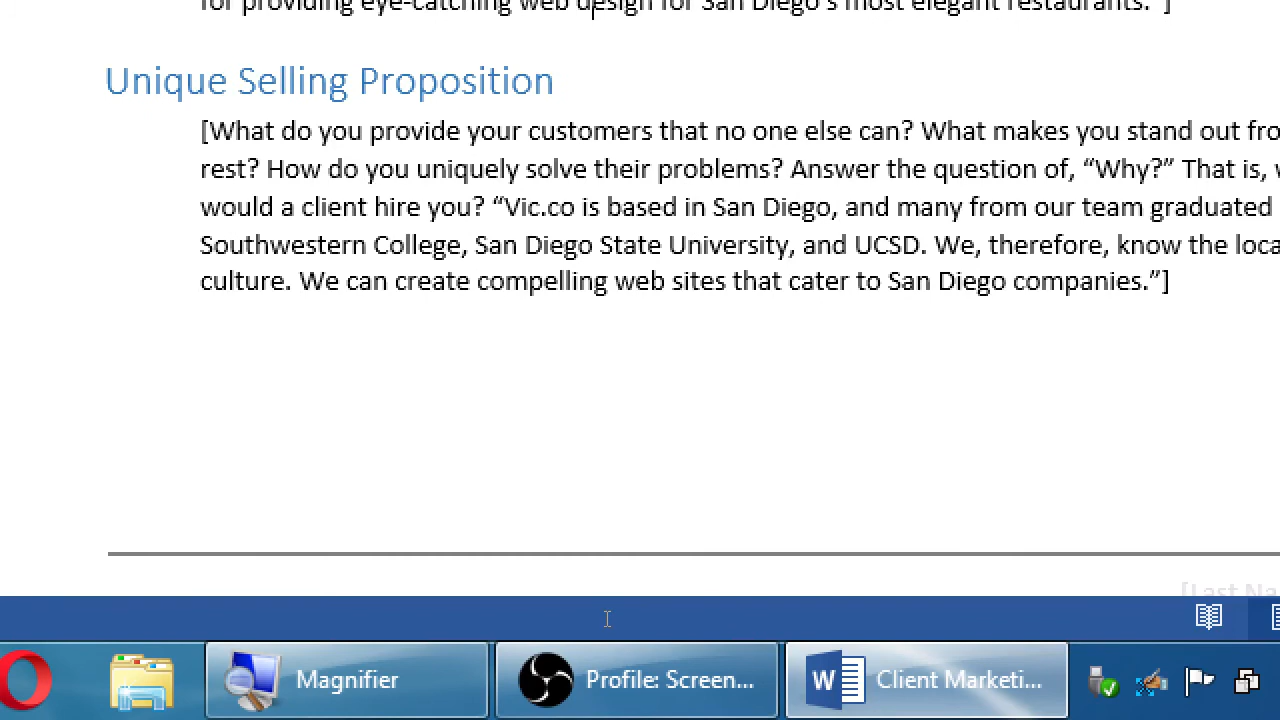 for providing eye-catching web design for San Diego's most elegant restaurants.”]
Unique Selling Proposition
[What do you provide your customers that no one else can? What makes you stand out fro
rest? How do you uniquely solve their problems? Answer the question of, “Why?” That is, w
would a client hire you? “Vic.co is based in San Diego, and many from our team graduated
Southwestern College, San Diego State University, and UCSD. We, therefore, know the loca
culture. We can create compelling web sites that cater to San Diego companies.”]
[Last Na
Magnifier
Profile: Screen...
W
Client Marketi...